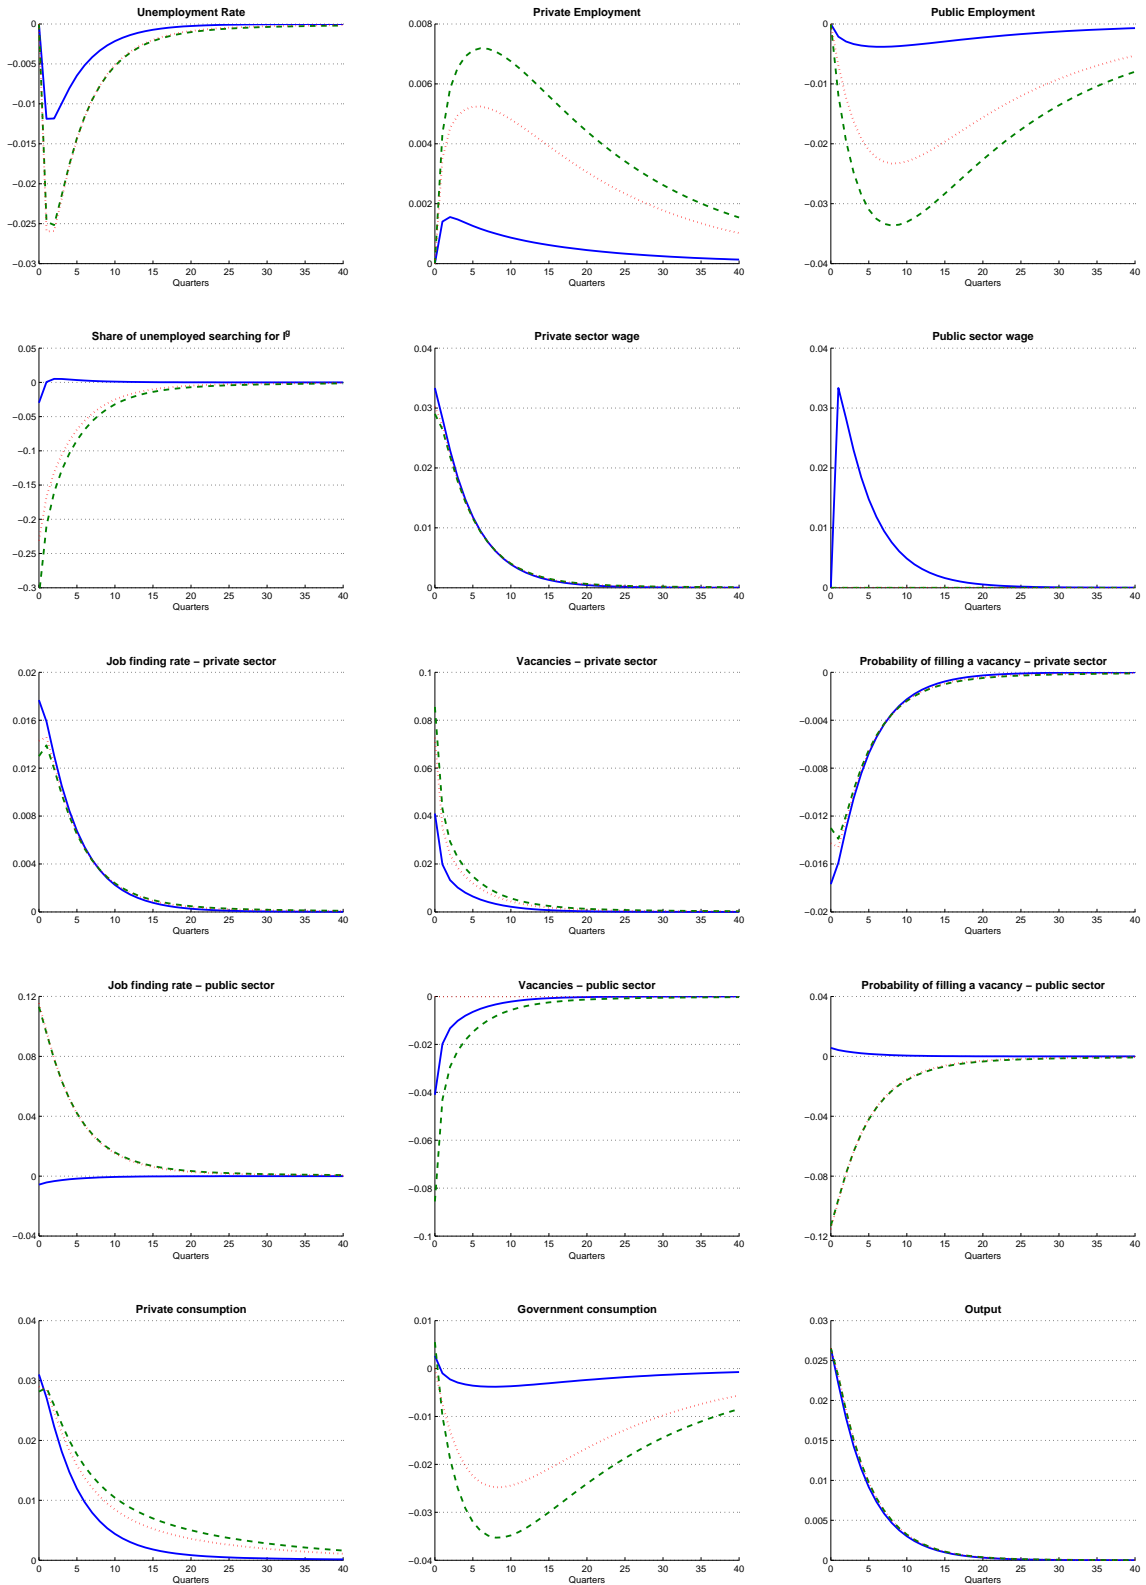 Unemployment Rate
0
−0.005
−0.01
−0.015
−0.02
−0.025
−0.03
0 5 10 15 20 25 30 35 40
Quarters
Private Employment
0.008
0.006
0.004
0.002
0
0 5 10 15 20 25 30 35 40
Quarters
Public Employment
0
−0.01
−0.02
−0.03
−0.04
0 5 10 15 20 25 30 35 40
Quarters
Share of unemployed searching for l^g
0.05
0
−0.05
−0.1
−0.15
−0.2
−0.25
−0.3
0 5 10 15 20 25 30 35 40
Quarters
Private sector wage
0.04
0.03
0.02
0.01
0
0 5 10 15 20 25 30 35 40
Quarters
Public sector wage
0.04
0.03
0.02
0.01
0
0 5 10 15 20 25 30 35 40
Quarters
Job finding rate − private sector
0.02
0.016
0.012
0.008
0.004
0
0 5 10 15 20 25 30 35 40
Quarters
Vacancies − private sector
0.1
0.08
0.06
0.04
0.02
0
0 5 10 15 20 25 30 35 40
Quarters
Probability of filling a vacancy − private sector
0
−0.004
−0.008
−0.012
−0.016
−0.02
0 5 10 15 20 25 30 35 40
Quarters
Job finding rate − public sector
0.12
0.08
0.04
0
−0.04
0 5 10 15 20 25 30 35 40
Quarters
Vacancies − public sector
0
−0.02
−0.04
−0.06
−0.08
−0.1
0 5 10 15 20 25 30 35 40
Quarters
Probability of filling a vacancy − public sector
0.04
0
−0.04
−0.08
−0.12
0 5 10 15 20 25 30 35 40
Quarters
Private consumption
0.04
0.03
0.02
0.01
0
0 5 10 15 20 25 30 35 40
Quarters
Government consumption
0.01
0
−0.01
−0.02
−0.03
−0.04
0 5 10 15 20 25 30 35 40
Quarters
Output
0.03
0.025
0.02
0.015
0.01
0.005
0
0 5 10 15 20 25 30 35 40
Quarters